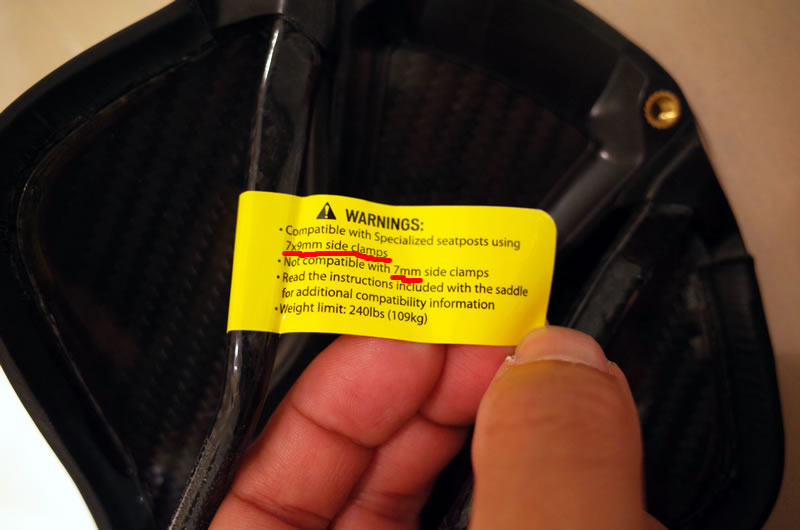 WARNINGS:
• Compatible with Specialized seatposts using
7x9mm side clamps
• Not compatible with 7mm side clamps
• Read the instructions included with the saddle
for additional compatibility information
• Weight limit: 240lbs (109kg)